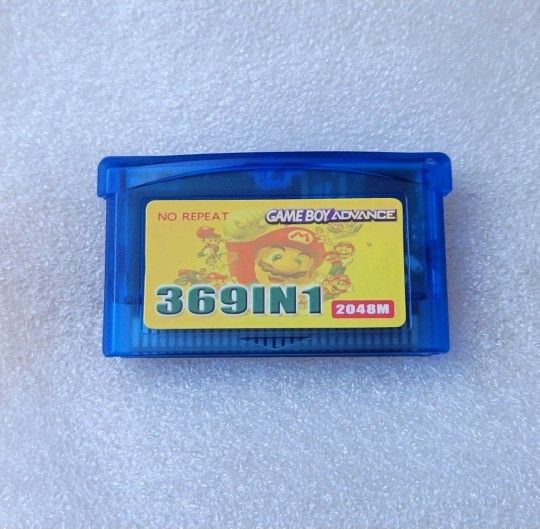 NO REPEAT
GAME BOY ADVANCE
M
369IN1
2048M